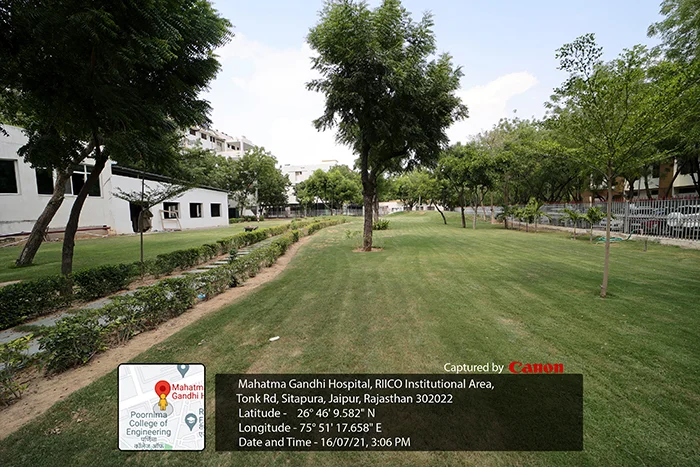 Captured by Canon
Mahatma Gandhi Hospital, RIICO Institutional Area,
Tonk Rd, Sitapura, Jaipur, Rajasthan 302022
Latitude - 26° 46' 9.582" N
Longitude - 75° 51' 17.658" E
Date and Time - 16/07/21, 3:06 PM
Mahatm
Gandhi H
Poornima
College of
Engineering